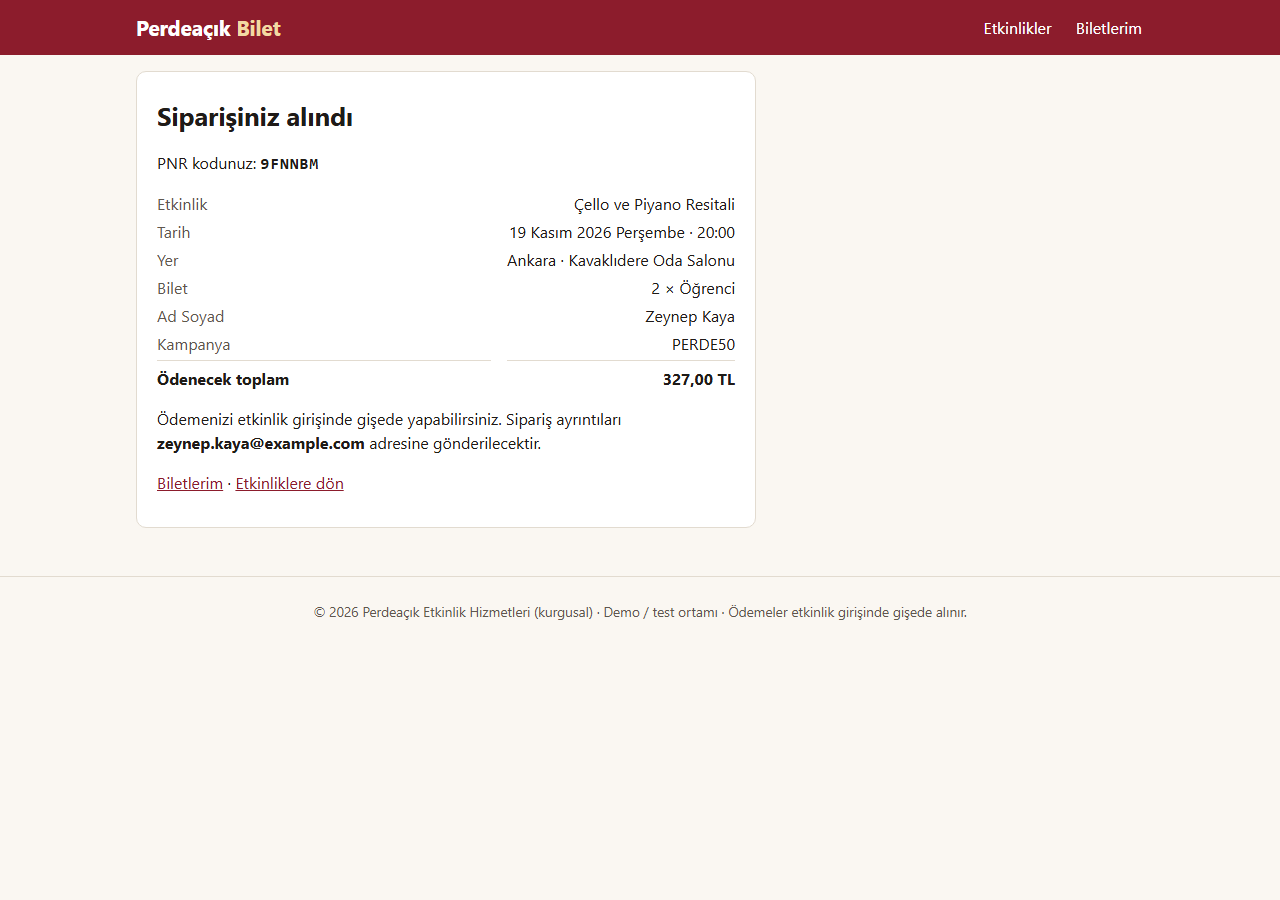 Perdeaçık Bilet
Etkinlikler
Biletlerim
Siparişiniz alındı
PNR kodunuz: 9FNNBM
Etkinlik Çello ve Piyano Resitali
Tarih 19 Kasım 2026 Perşembe · 20:00
Yer Ankara · Kavaklıdere Oda Salonu
Bilet 2 × Öğrenci
Ad Soyad Zeynep Kaya
Kampanya PERDE50
Ödenecek toplam 327,00 TL
Ödemenizi etkinlik girişinde gişede yapabilirsiniz. Sipariş ayrıntıları
zeynep.kaya@example.com adresine gönderilecektir.
Biletlerim · Etkinliklere dön
© 2026 Perdeaçık Etkinlik Hizmetleri (kurgusal) · Demo / test ortamı · Ödemeler etkinlik girişinde gişede alınır.